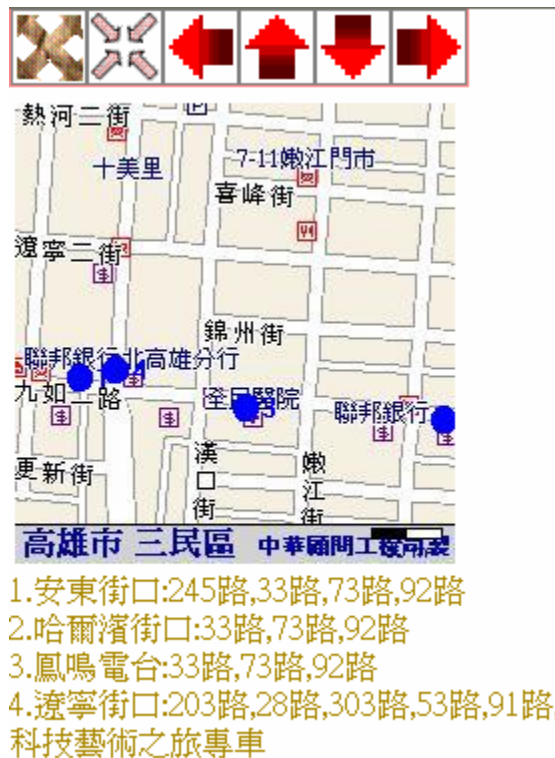 熱河二街
P
十美里
7-11嫩江門市
喜峰街
遼寧二街
錦州街
聯邦銀行北高雄分行
九如二路
全民醫院
3
聯邦銀行
更新街
漢口街
嫩江街
高雄市 三民區 中華顧問工程司製
1.安東街口:245路,33路,73路,92路
2.哈爾濱街口:33路,73路,92路
3.鳳鳴電台:33路,73路,92路
4.遼寧街口:203路,28路,303路,53路,91路,
科技藝術之旅專車